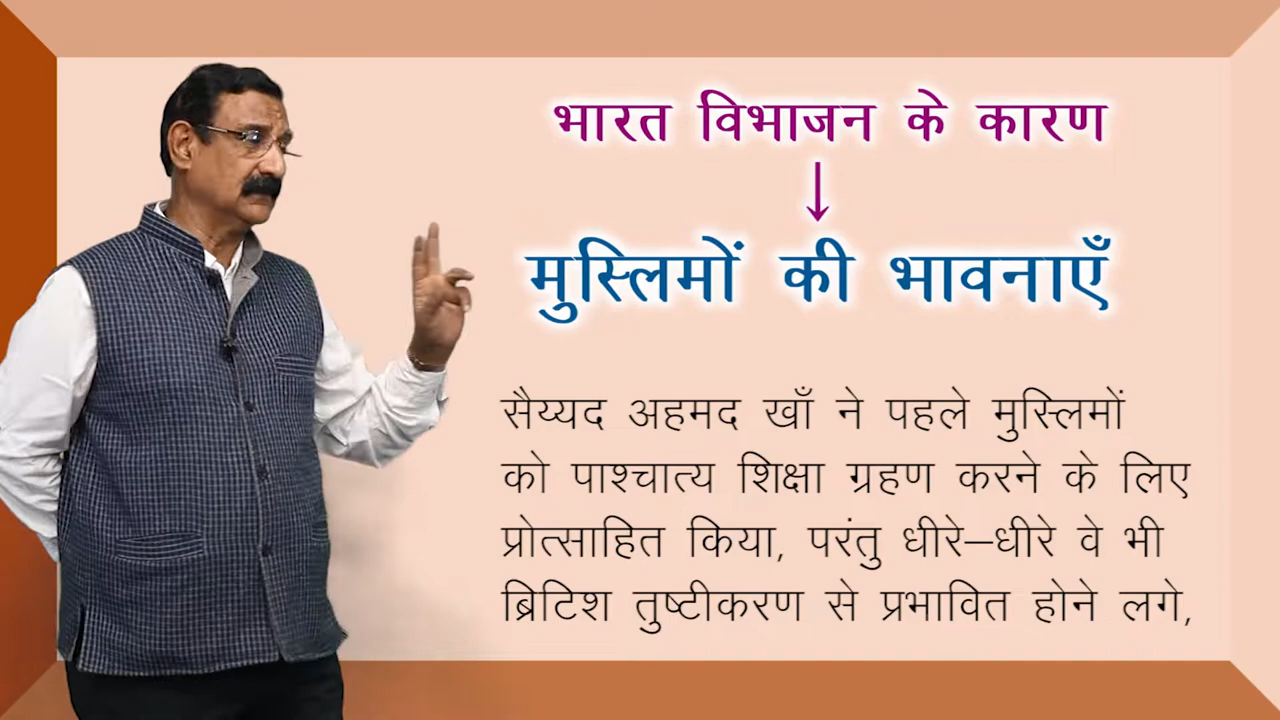 भारत विभाजन के कारण
↓
मुस्लिमों की भावनाएँ
सैय्यद अहमद खाँ ने पहले मुस्लिमों
को पाश्चात्य शिक्षा ग्रहण करने के लिए
प्रोत्साहित किया, परंतु धीरे–धीरे वे भी
ब्रिटिश तुष्टीकरण से प्रभावित होने लगे,